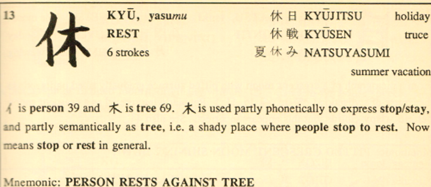 13 休 KYŪ, yasumu 休日 KYŪJITSU holiday
REST 休戦 KYŪSEN truce
6 strokes 夏休み NATSUYASUMI
summer vacation
亻 is person 39 and 木 is tree 69. 木 is used partly phonetically to express stop/stay,
and partly semantically as tree, i.e. a shady place where people stop to rest. Now
means stop or rest in general.
Mnemonic: PERSON RESTS AGAINST TREE